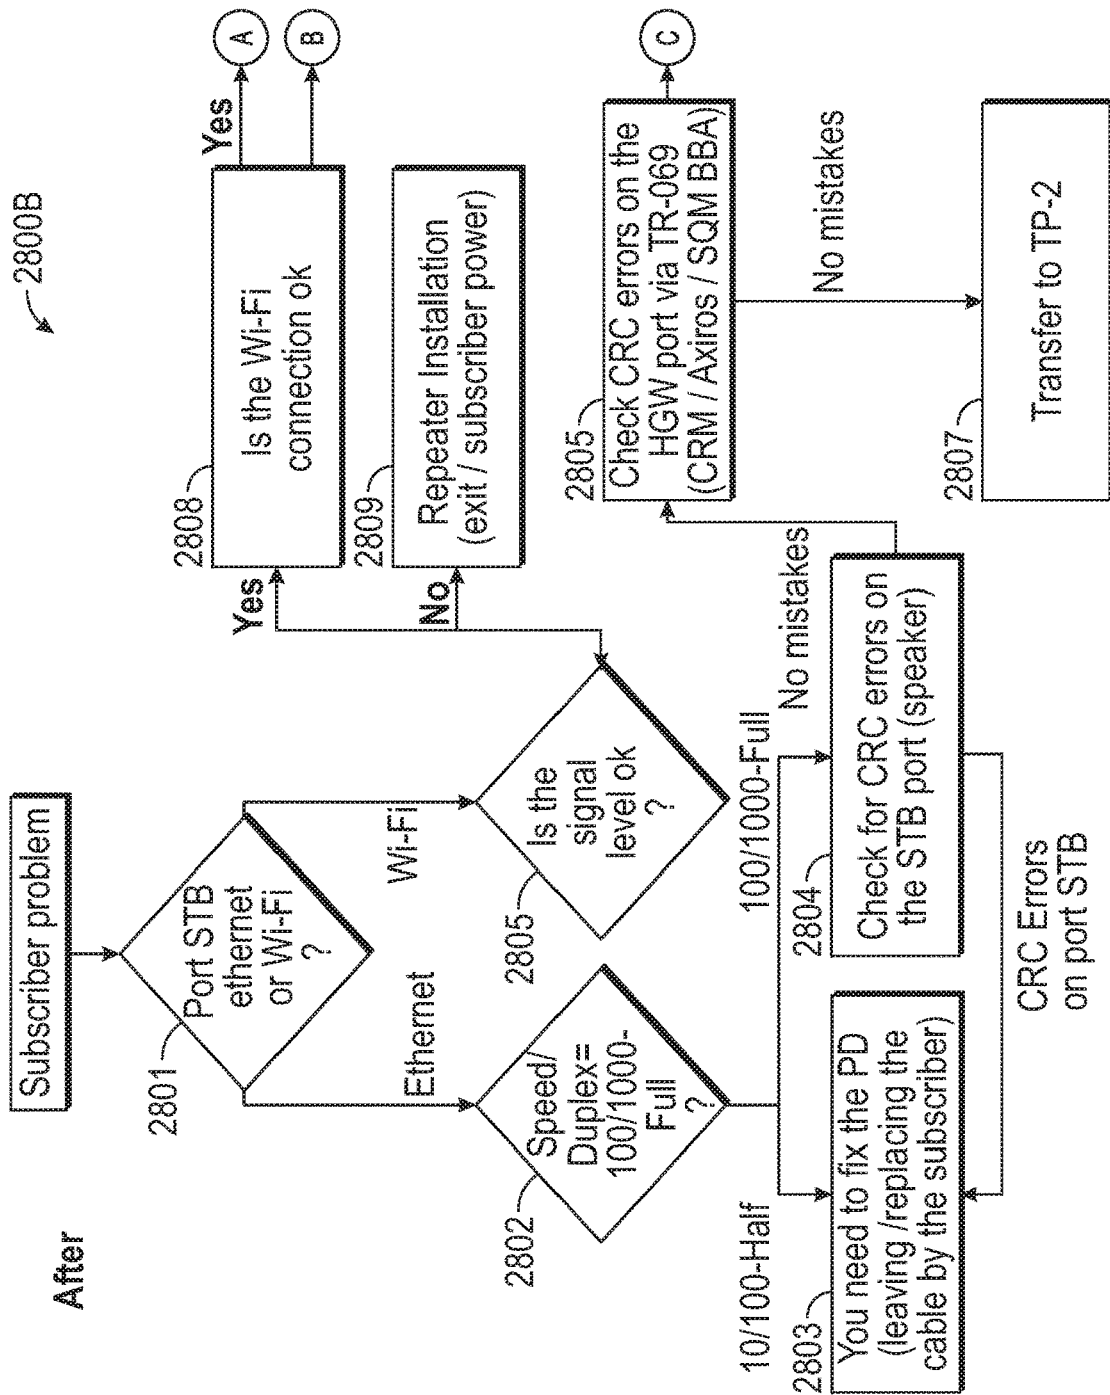 After
2800B
Subscriber problem
2801
Port STB
ethernet
or Wi-Fi
?
Ethernet
Wi-Fi
2802
Speed/
Duplex=
100/1000-
Full
?
2805
Is the
signal
level ok
?
Yes
No
2808
Is the Wi-Fi
connection ok
Yes
A
B
2809
Repeater Installation
(exit / subscriber power)
10/100-Half
100/1000-Full
2803
You need to fix the PD
(leaving /replacing the
cable by the subscriber)
2804
Check for CRC errors on
the STB port (speaker)
CRC Errors
on port STB
No mistakes
2805
Check CRC errors on the
HGW port via TR-069
(CRM / Axiros / SQM BBA)
C
No mistakes
2807
Transfer to TP-2